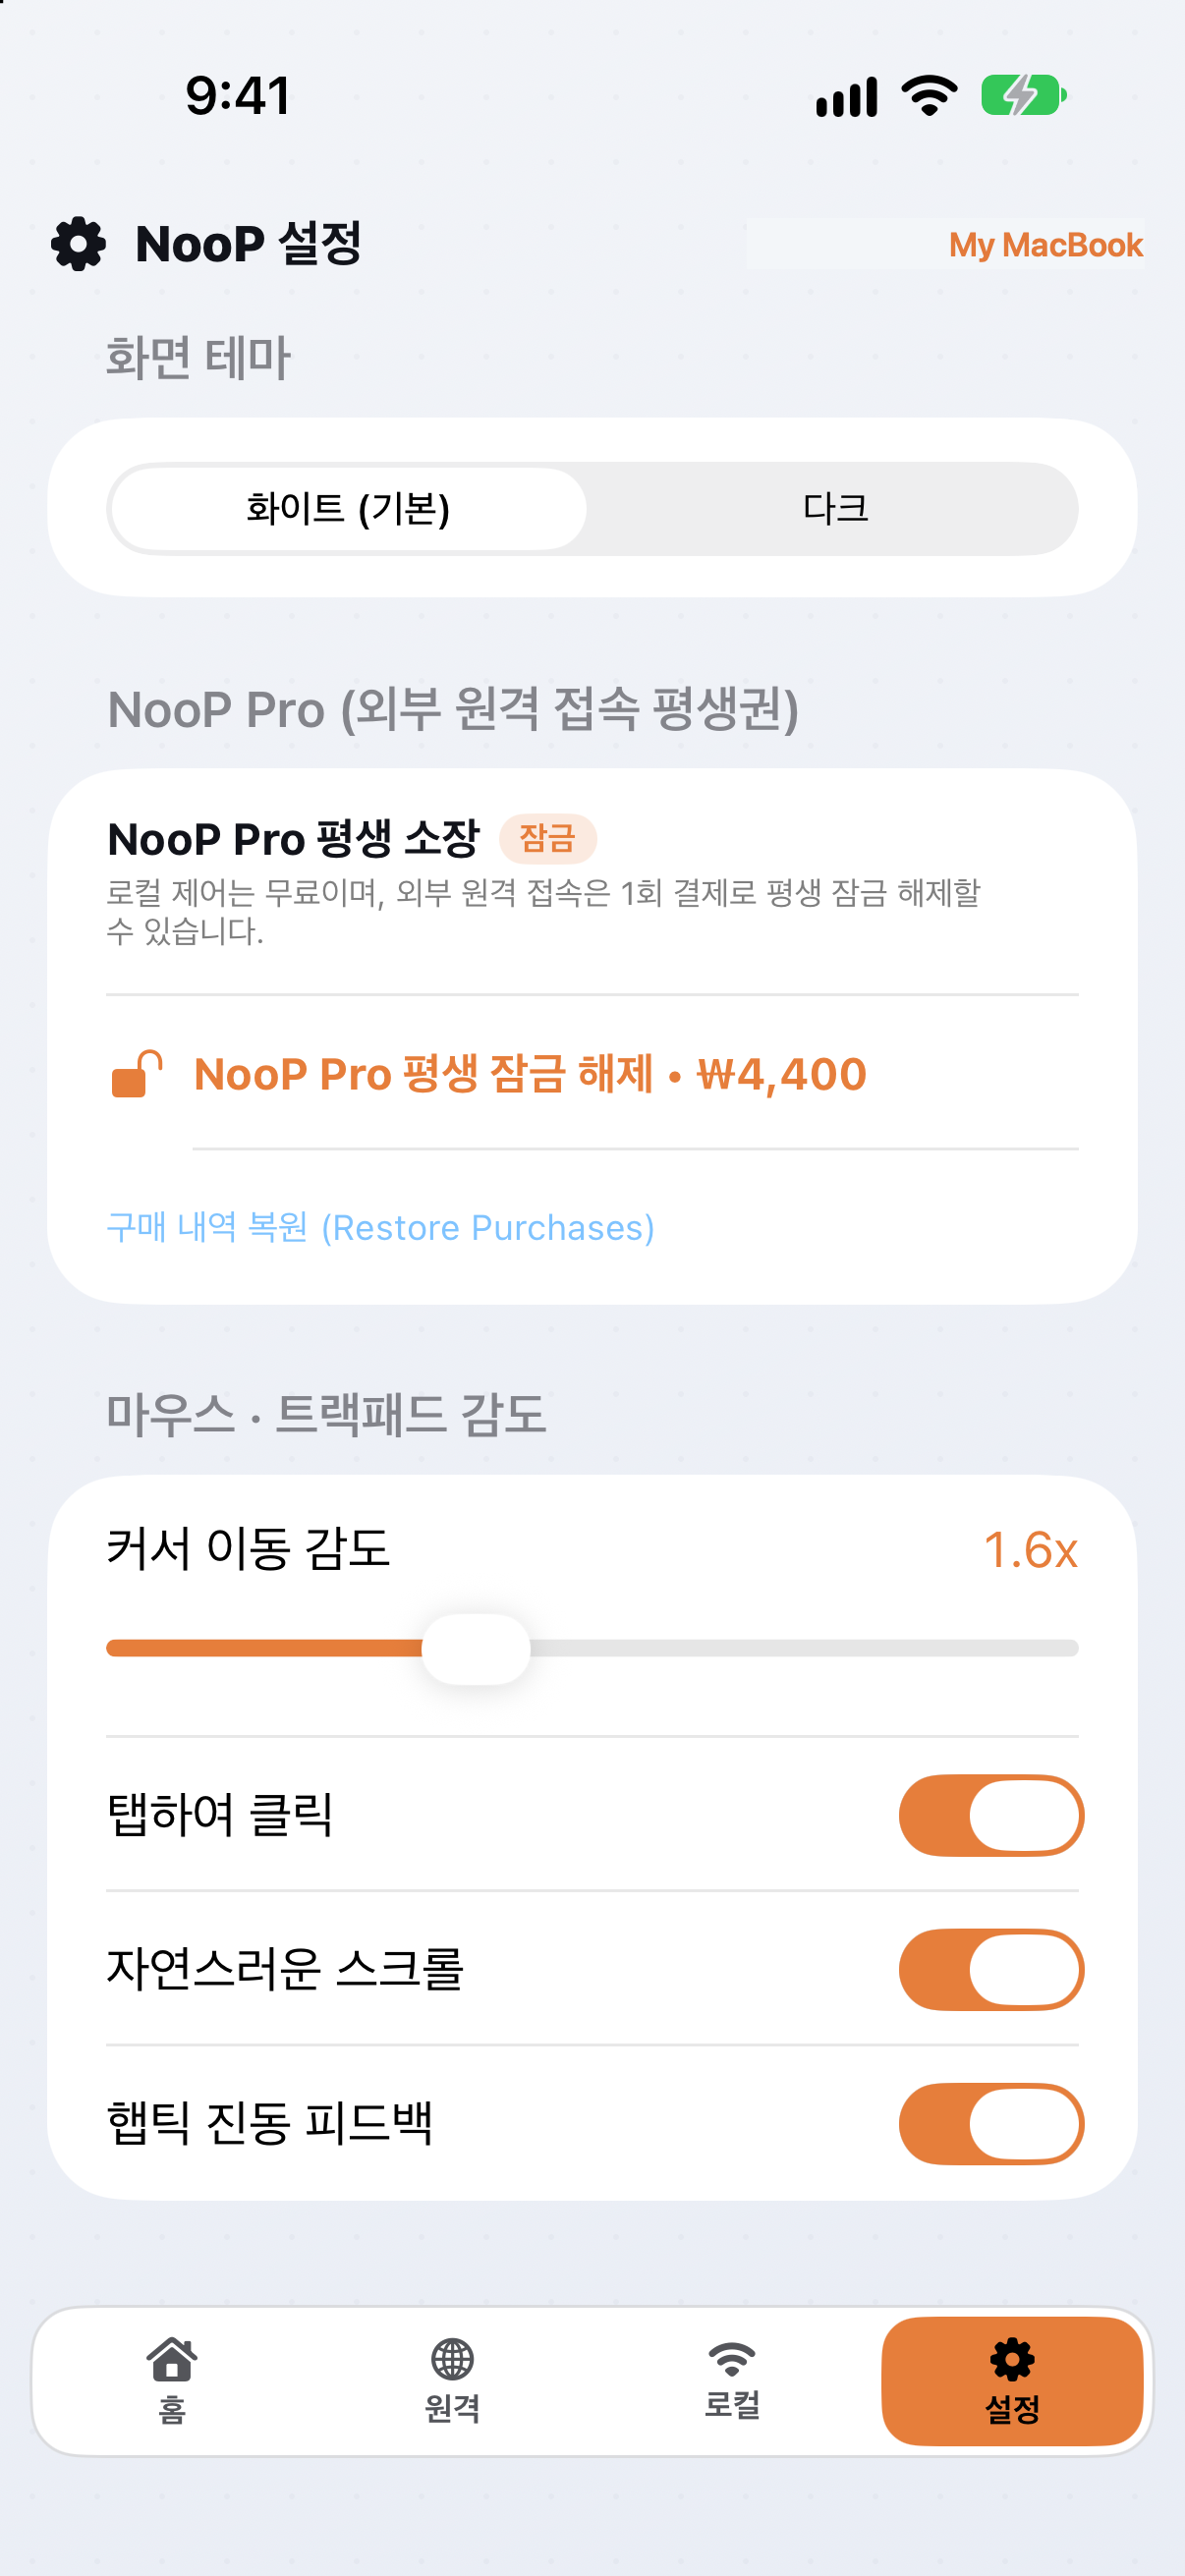 9:41
NooP 설정
My MacBook
화면 테마
화이트 (기본)
다크
NooP Pro (외부 원격 접속 평생권)
NooP Pro 평생 소장
잠금
로컬 제어는 무료이며, 외부 원격 접속은 1회 결제로 평생 잠금 해제할
수 있습니다.
NooP Pro 평생 잠금 해제 • ₩4,400
구매 내역 복원 (Restore Purchases)
마우스 · 트랙패드 감도
커서 이동 감도
1.6x
탭하여 클릭
자연스러운 스크롤
햅틱 진동 피드백
홈
원격
로컬
설정